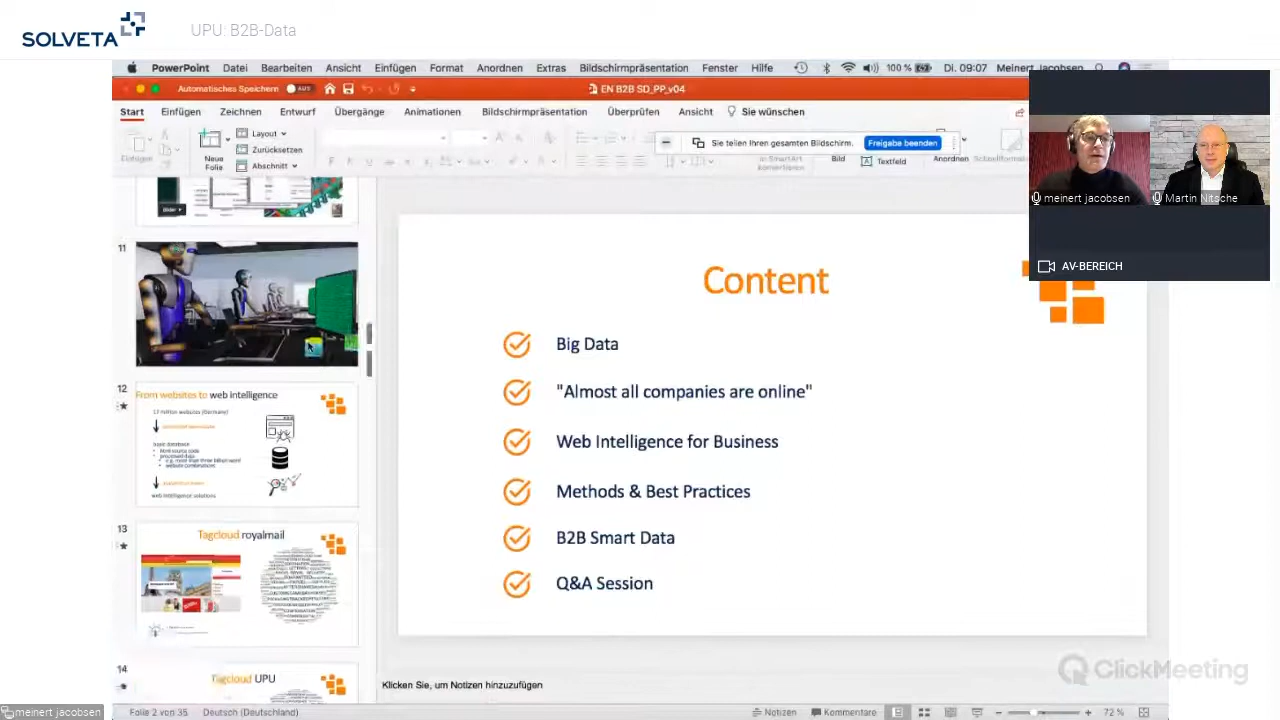 SOLVETA
UPU: B2B-Data
PowerPoint Datei Bearbeiten Ansicht Einfügen Format Anordnen Extras Bildschirmpräsentation Fenster Hilfe 100 % Di. 09:07 Meinert Jacobsen
Automatisches Speichern AUS
EN B2B SD_PP_v04
Start Einfügen Zeichnen Entwurf Übergänge Animationen Bildschirmpräsentation Überprüfen Ansicht Sie wünschen
Einfügen
Neue
Folie
Layout
Zurücksetzen
Abschnitt
Sie teilen Ihren gesamten Bildschirm.
Freigabe beenden
Bild
Textfeld
Anordnen
meinert jacobsen
Martin Nitsche
AV-BEREICH
11
12
From websites to web intelligence
web intelligence solutions
13
Tagcloud royalmail
14
Tagcloud UPU
Content
Big Data
"Almost all companies are online"
Web Intelligence for Business
Methods & Best Practices
B2B Smart Data
Q&A Session
ClickMeeting
Klicken Sie, um Notizen hinzuzufügen
meinert jacobsen
Folie 2 von 35 Deutsch (Deutschland)
Notizen Kommentare 72 %